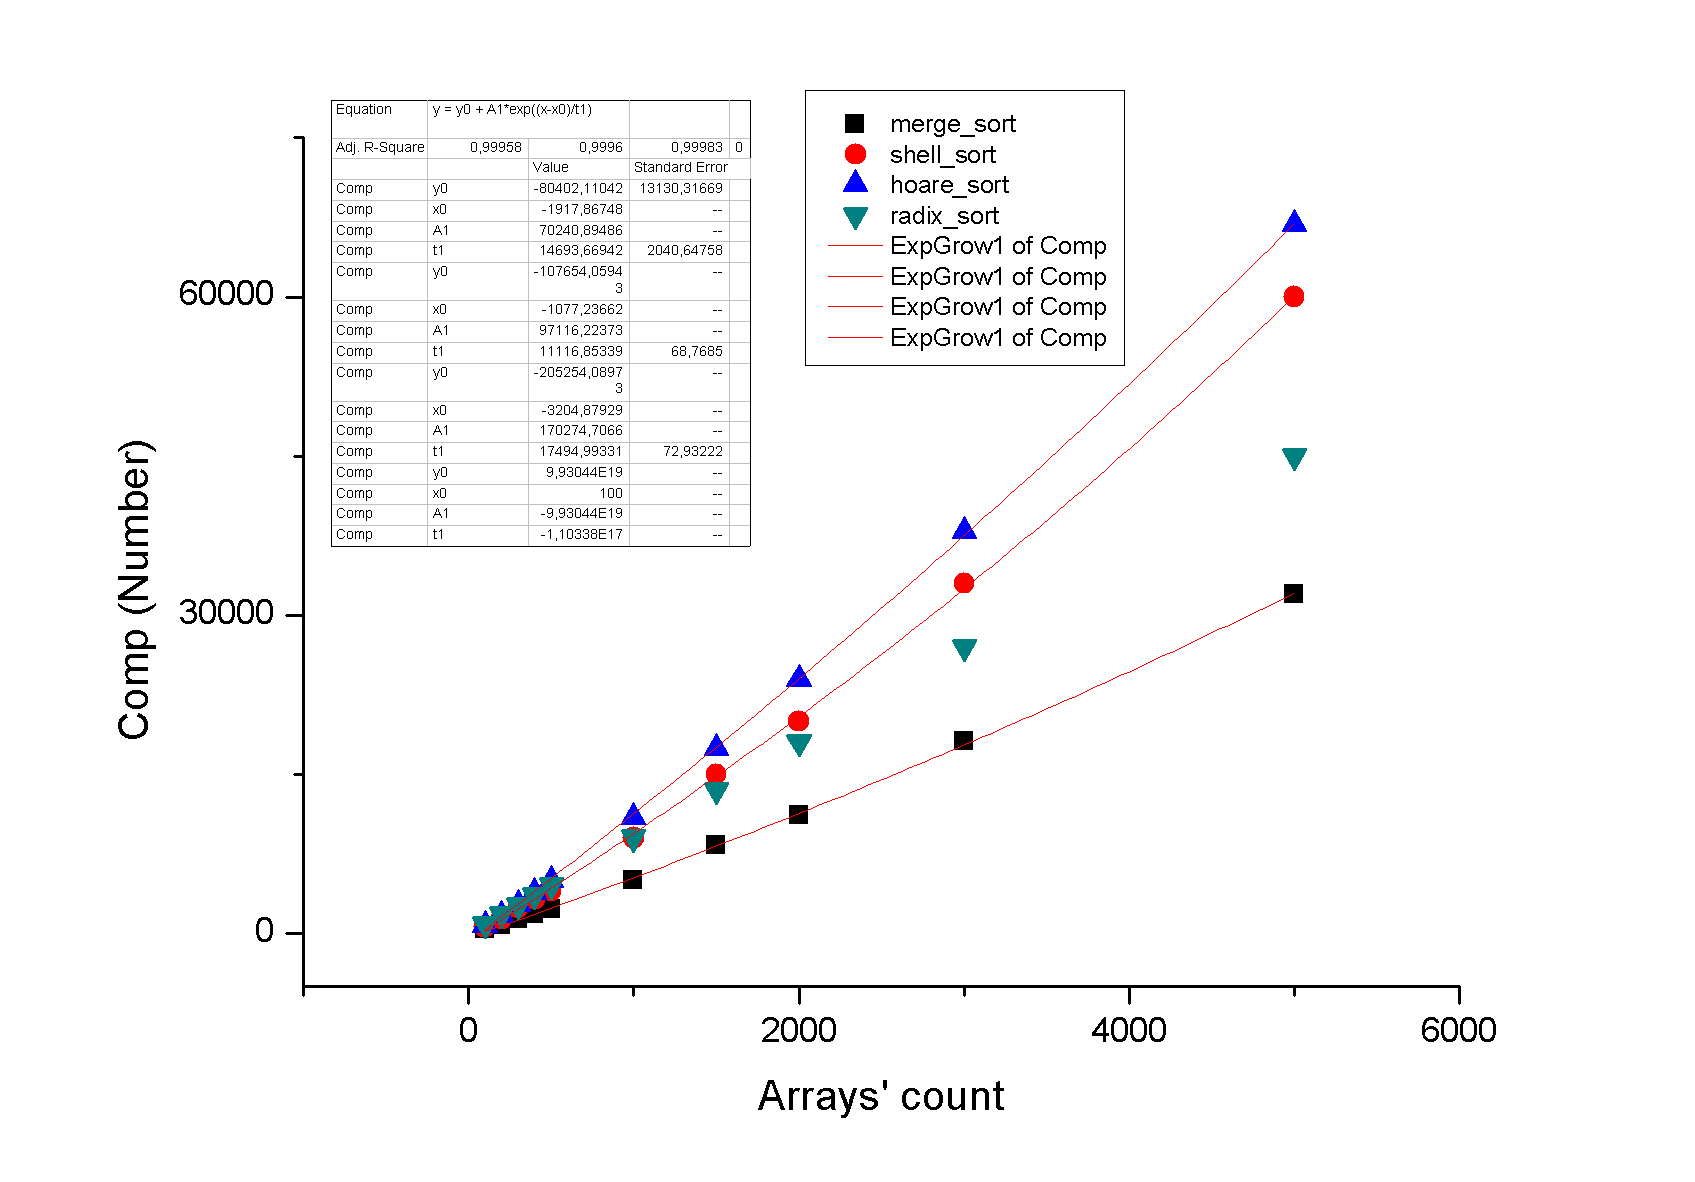 Equation y = y0 + A1*exp((x-x0)/t1)
Adj. R-Square 0,99958 0,9996 0,99983 0
Value Standard Error
Comp y0 -80402,11042 13130,31669
Comp x0 -1917,86748 --
Comp A1 70240,89486 --
Comp t1 14693,66942 2040,64758
Comp y0 -107654,0594 --
3
Comp x0 -1077,23662 --
Comp A1 97116,22373 --
Comp t1 11116,85339 68,7685
Comp y0 -205254,0897 --
3
Comp x0 -3204,87929 --
Comp A1 170274,7066 --
Comp t1 17494,99331 72,93222
Comp y0 9,93044E19 --
Comp x0 100 --
Comp A1 -9,93044E19 --
Comp t1 -1,10338E17 --
merge_sort
shell_sort
hoare_sort
radix_sort
ExpGrow1 of Comp
ExpGrow1 of Comp
ExpGrow1 of Comp
ExpGrow1 of Comp
Comp (Number)
60000
30000
0
0 2000 4000 6000
Arrays' count